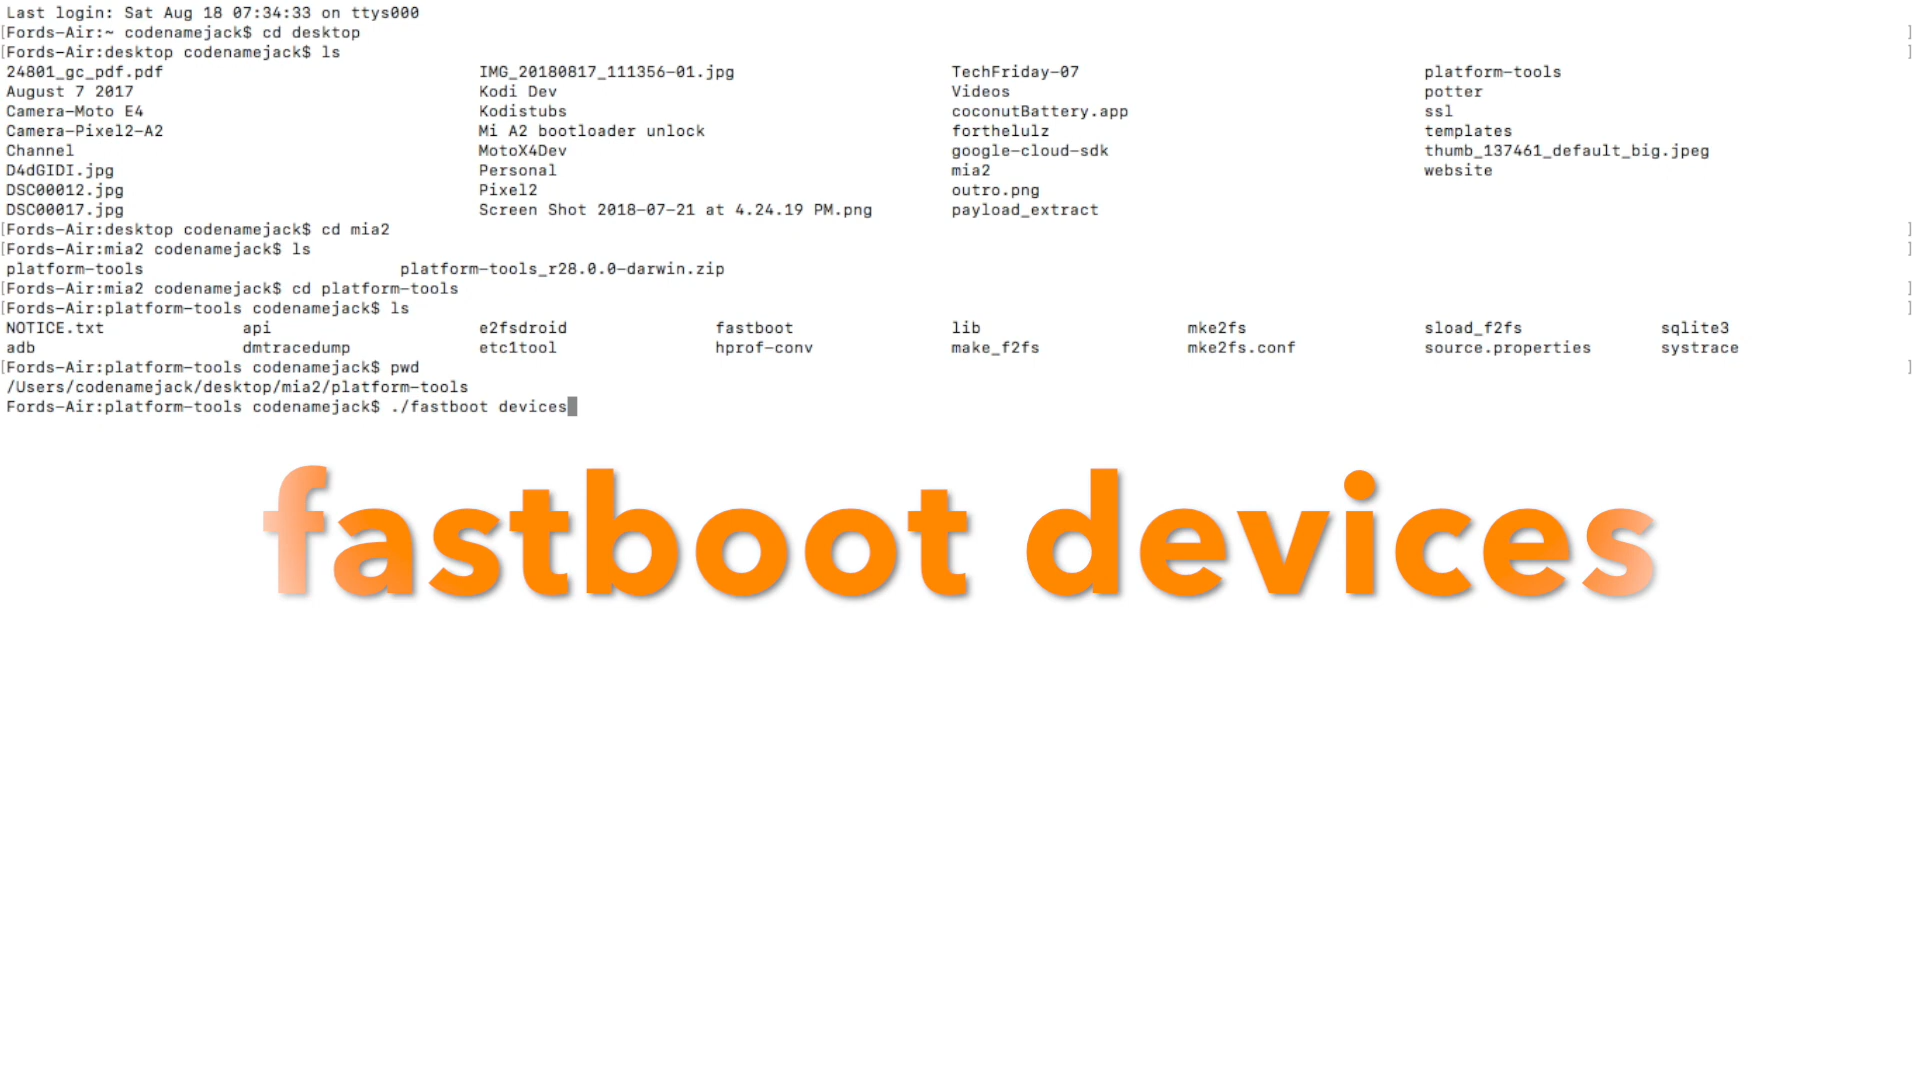 Last login: Sat Aug 18 07:34:33 on ttys000
[Fords-Air:~ codenamejack$ cd desktop ]
[Fords-Air:desktop codenamejack$ ls ]
24801_gc_pdf.pdf IMG_20180817_111356-01.jpg TechFriday-07 platform-tools
August 7 2017 Kodi Dev Videos potter
Camera-Moto E4 Kodistubs coconutBattery.app ssl
Camera-Pixel2-A2 Mi A2 bootloader unlock forthelulz templates
Channel MotoX4Dev google-cloud-sdk thumb_137461_default_big.jpeg
D4dGIDI.jpg Personal mia2 website
DSC00012.jpg Pixel2 outro.png
DSC00017.jpg Screen Shot 2018-07-21 at 4.24.19 PM.png payload_extract
[Fords-Air:desktop codenamejack$ cd mia2 ]
[Fords-Air:mia2 codenamejack$ ls ]
platform-tools platform-tools_r28.0.0-darwin.zip
[Fords-Air:mia2 codenamejack$ cd platform-tools ]
[Fords-Air:platform-tools codenamejack$ ls ]
NOTICE.txt api e2fsdroid fastboot lib mke2fs sload_f2fs sqlite3
adb dmtracedump etc1tool hprof-conv make_f2fs mke2fs.conf source.properties systrace
[Fords-Air:platform-tools codenamejack$ pwd ]
/Users/codenamejack/desktop/mia2/platform-tools
Fords-Air:platform-tools codenamejack$ ./fastboot devices
fastboot devices